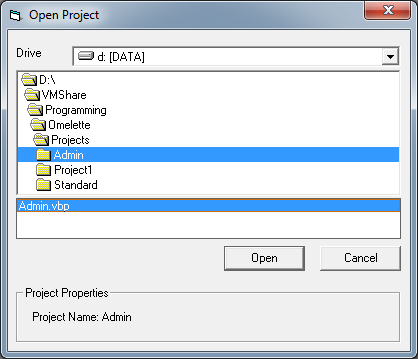 Open Project
Drive
d: [DATA]
D:\
VMShare
Programming
Omelette
Projects
Admin
Project1
Standard
Admin.vbp
Open
Cancel
Project Properties
Project Name: Admin